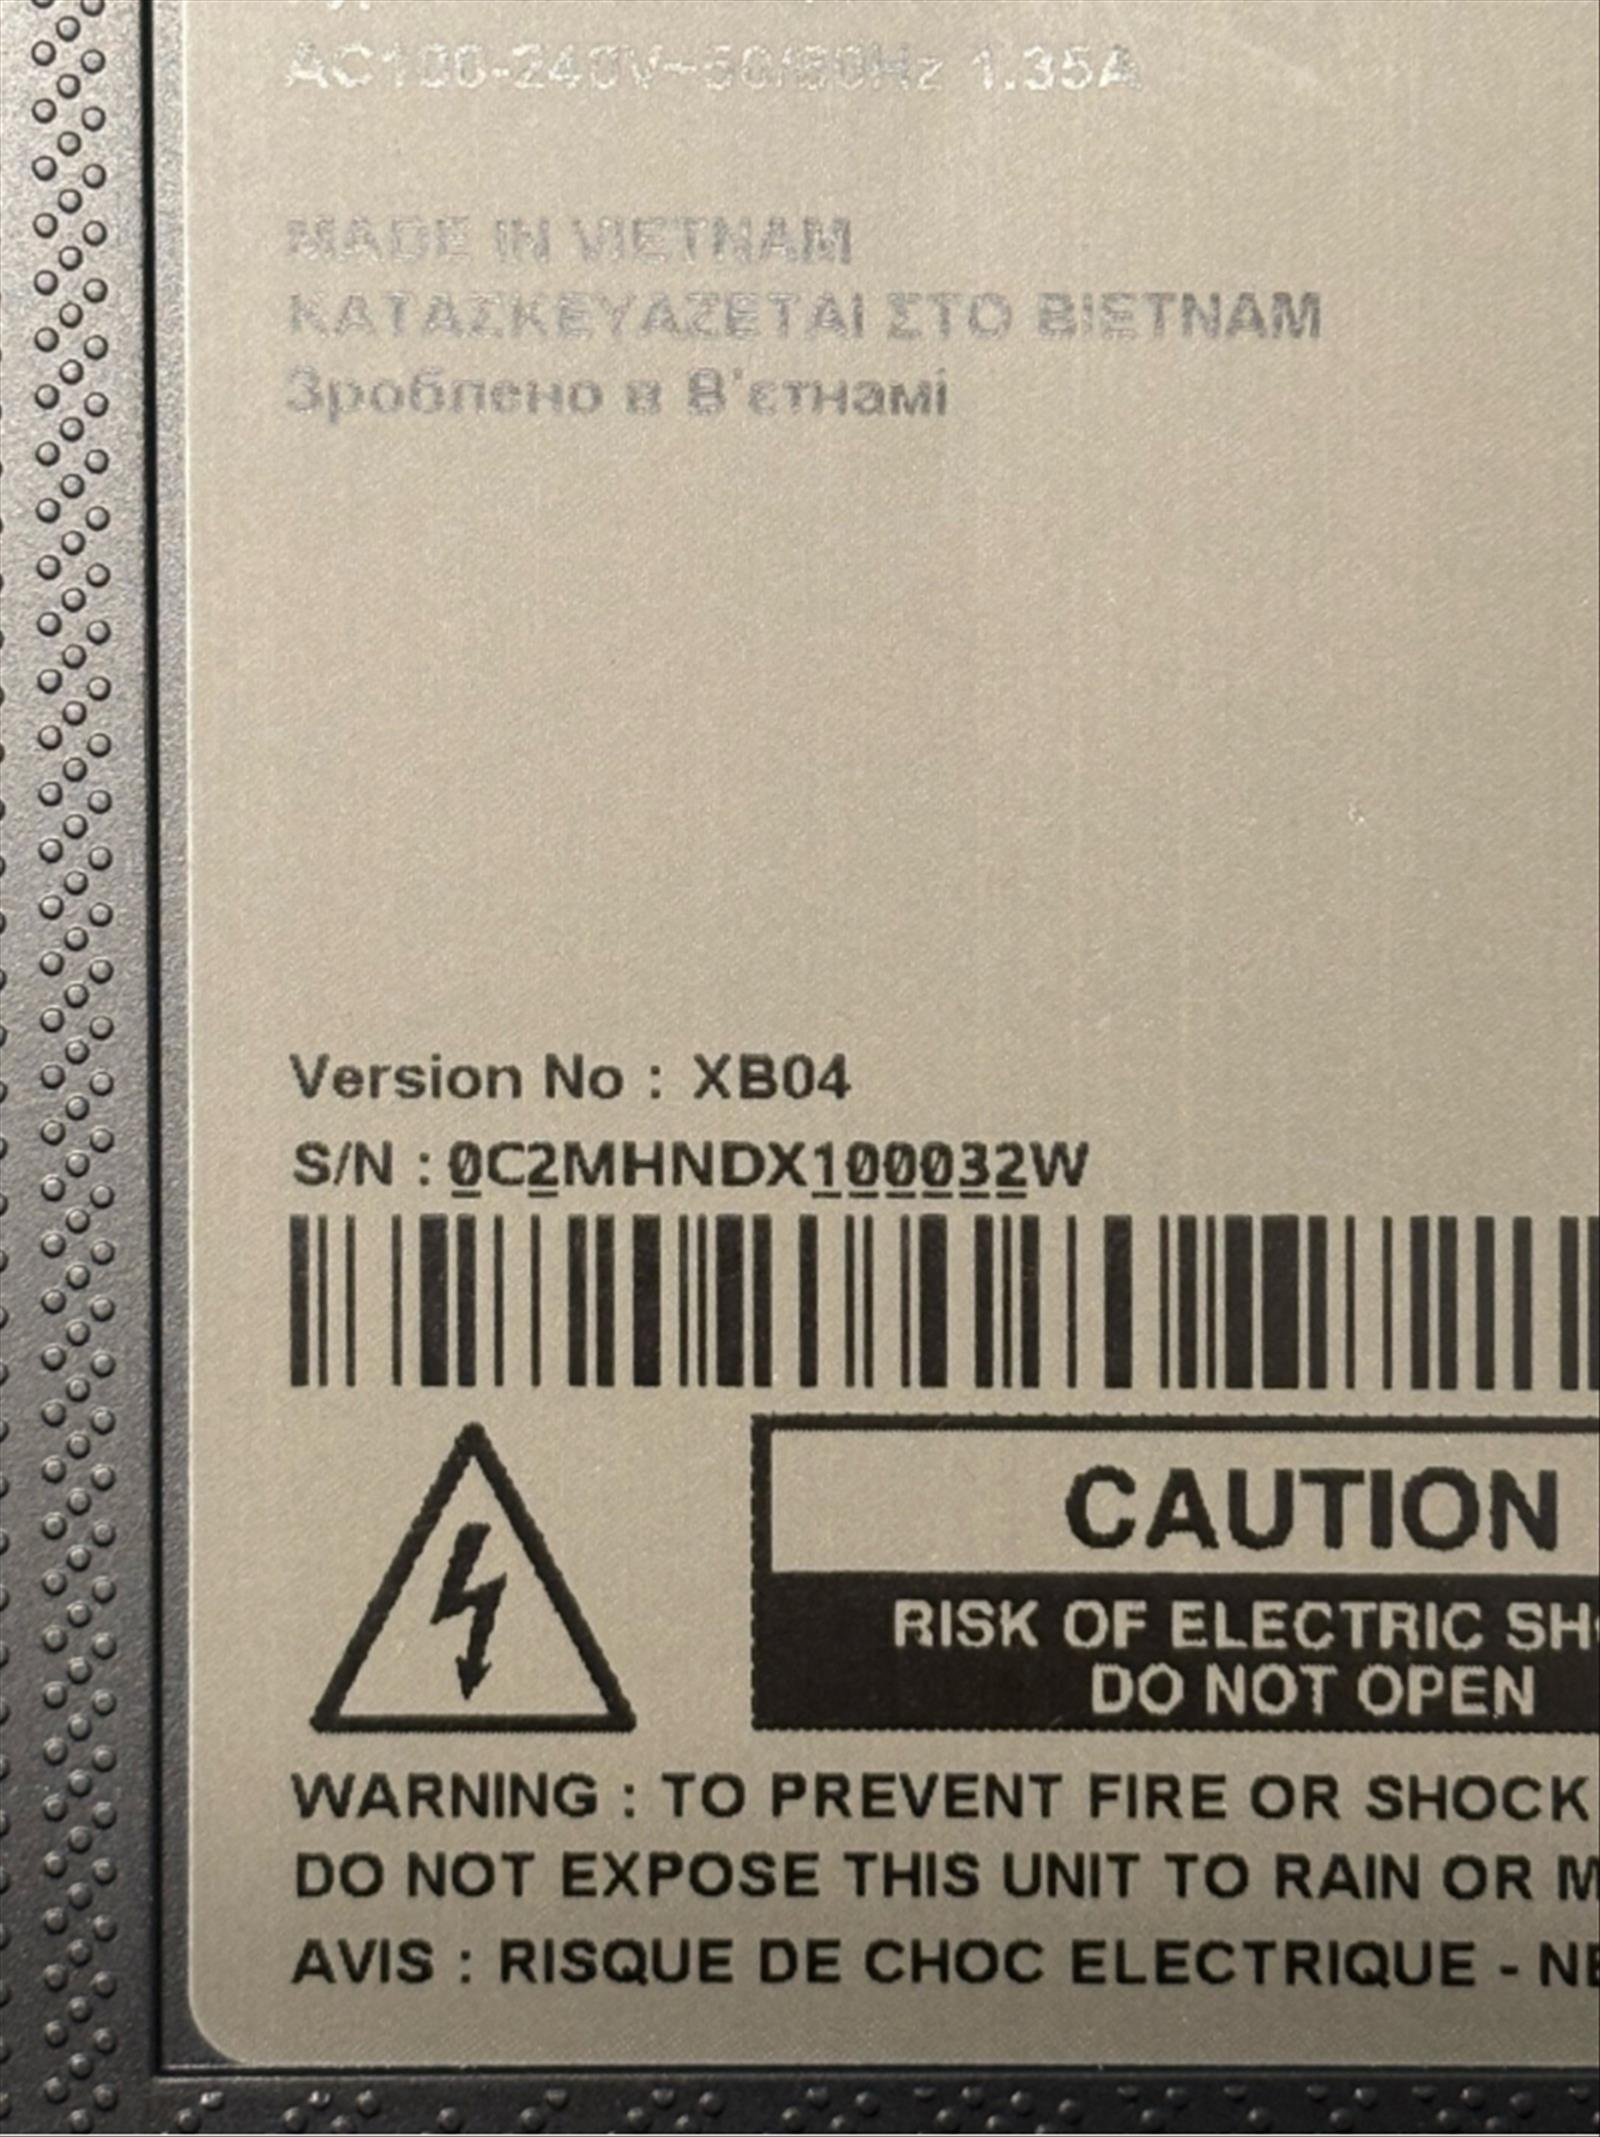 AC100-240V~50/60Hz 1.35A
MADE IN VIETNAM
ΚΑΤΑΣΚΕΥΑΖΕΤΑΙ ΣΤΟ ΒΙΕΤΝΑΜ
Зроблено в В'єтнамі
Version No : XB04
S/N : 0C2MHNDX100032W
CAUTION
RISK OF ELECTRIC
DO NOT OPEN
WARNING : TO PREVENT FIRE OR SHOCK
DO NOT EXPOSE THIS UNIT TO RAIN OR
AVIS : RISQUE DE CHOC ELECTRIQUE -